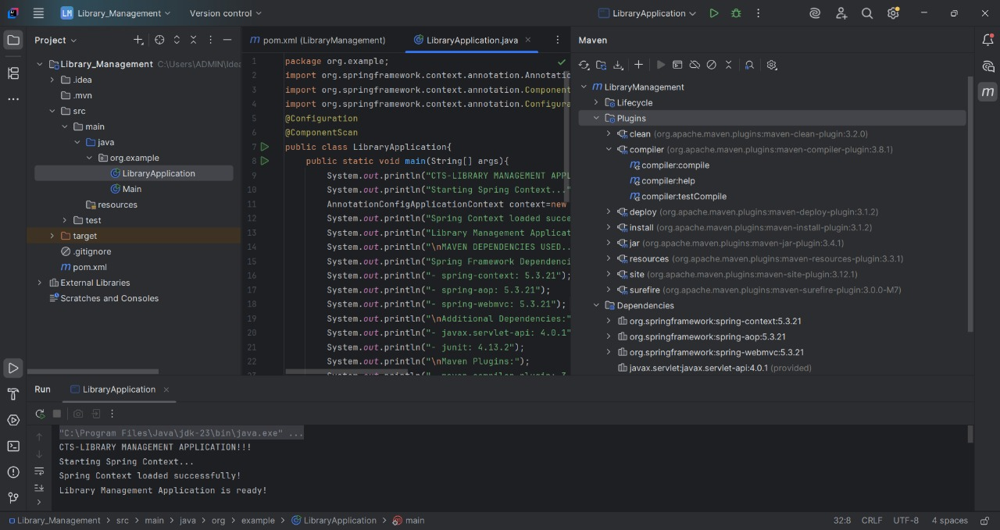 LM Library_Management Version control LibraryApplication
Project
Library_Management C:\Users\ADMIN\Idea
.idea
.mvn
src
main
java
org.example
LibraryApplication
Main
resources
test
target
.gitignore
pom.xml
External Libraries
Scratches and Consoles
pom.xml (LibraryManagement) LibraryApplication.java
1 package org.example;
2 import org.springframework.context.annotation.Annotatio
3 import org.springframework.context.annotation.Component
4 import org.springframework.context.annotation.Configura
5 @Configuration
6 @ComponentScan
7 public class LibraryApplication{
8 public static void main(String[] args){
9 System.out.println("CTS-LIBRARY MANAGEMENT APPL
10 System.out.println("Starting Spring Context..."
11 AnnotationConfigApplicationContext context=new
12 System.out.println("Spring Context loaded succe
13 System.out.println("Library Management Applicat
14 System.out.println("\nMAVEN DEPENDENCIES USED..
15 System.out.println("Spring Framework Dependenci
16 System.out.println("- spring-context: 5.3.21");
17 System.out.println("- spring-aop: 5.3.21");
18 System.out.println("- spring-webmvc: 5.3.21");
19 System.out.println("\nAdditional Dependencies:"
20 System.out.println("- javax.servlet-api: 4.0.1"
21 System.out.println("- junit: 4.13.2");
22 System.out.println("\nMaven Plugins:");
Maven
LibraryManagement
Lifecycle
Plugins
clean (org.apache.maven.plugins:maven-clean-plugin:3.2.0)
compiler (org.apache.maven.plugins:maven-compiler-plugin:3.8.1)
compiler:compile
compiler:help
compiler:testCompile
deploy (org.apache.maven.plugins:maven-deploy-plugin:3.1.2)
install (org.apache.maven.plugins:maven-install-plugin:3.1.2)
jar (org.apache.maven.plugins:maven-jar-plugin:3.4.1)
resources (org.apache.maven.plugins:maven-resources-plugin:3.3.1)
site (org.apache.maven.plugins:maven-site-plugin:3.12.1)
surefire (org.apache.maven.plugins:maven-surefire-plugin:3.0.0-M7)
Dependencies
org.springframework:spring-context:5.3.21
org.springframework:spring-aop:5.3.21
org.springframework:spring-webmvc:5.3.21
javax.servlet:javax.servlet-api:4.0.1 (provided)
Run LibraryApplication
"C:\Program Files\Java\jdk-23\bin\java.exe" ...
CTS-LIBRARY MANAGEMENT APPLICATION!!!
Starting Spring Context...
Spring Context loaded successfully!
Library Management Application is ready!
Library_Management > src > main > java > org > example > LibraryApplication > main 32:8 CRLF UTF-8 4 spaces